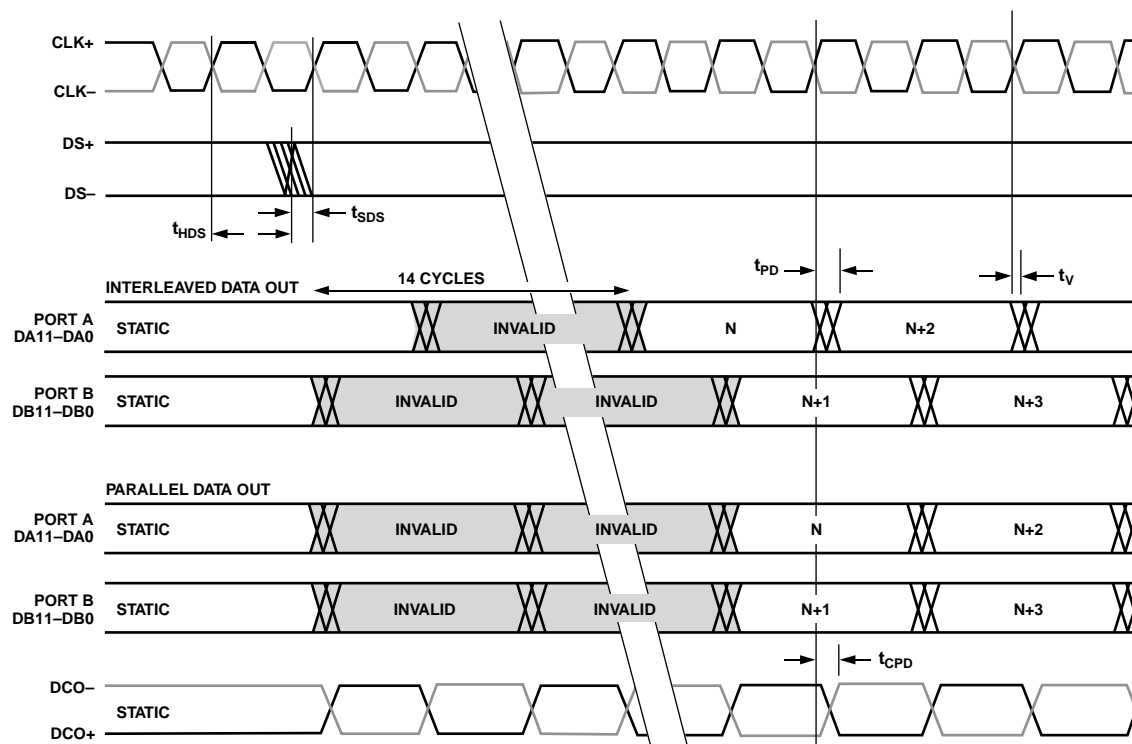 CLK+
CLK–
DS+
DS–
tHDS
tSDS
INTERLEAVED DATA OUT
14 CYCLES
tPD
tV
PORT A
DA11–DA0
STATIC
INVALID
N
N+2
PORT B
DB11–DB0
STATIC
INVALID
INVALID
N+1
N+3
PARALLEL DATA OUT
PORT A
DA11–DA0
STATIC
INVALID
INVALID
N
N+2
PORT B
DB11–DB0
STATIC
INVALID
INVALID
N+1
N+3
tCPD
DCO–
STATIC
DCO+